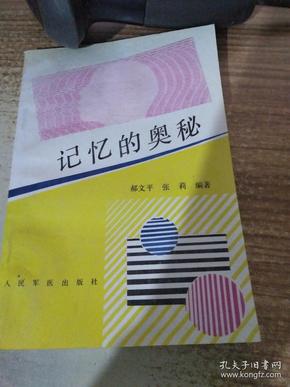 记忆的奥秘
郝文平 张莉 编著
人民军医出版社
孔夫子旧书网